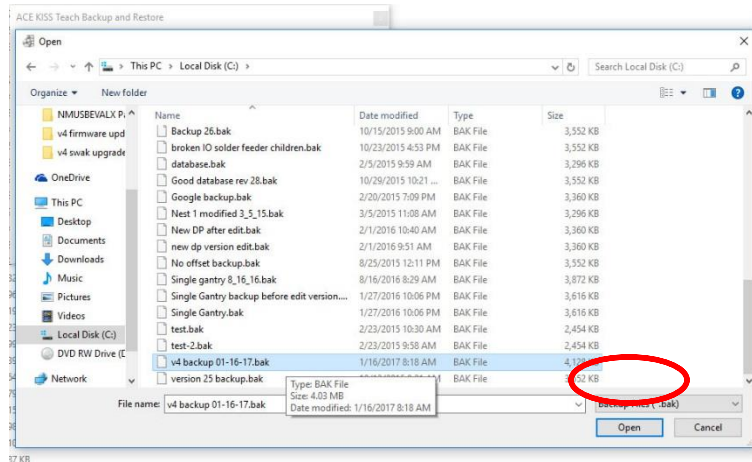 ACE KISS Teach Backup and Restore
Open
This PC > Local Disk (C:) >
Search Local Disk (C:)
Organize
New folder
Name Date modified Type Size
NMUSBEVALX
v4 firmware upd
v4 swak upgrade
OneDrive
This PC
Desktop
Documents
Downloads
Music
Pictures
Videos
Local Disk (C:)
DVD RW Drive (
Network
Backup 26.bak 10/15/2015 9:00 AM BAK File 3,552 KB
broken IO solder feeder children.bak 10/23/2015 4:53 PM BAK File 3,552 KB
database.bak 2/5/2015 9:59 AM BAK File 3,296 KB
Good database rev 28.bak 10/29/2015 10:21 ... BAK File 3,552 KB
Google backup.bak 2/20/2015 7:09 PM BAK File 3,360 KB
Nest 1 modified 3_5_15.bak 3/5/2015 11:08 AM BAK File 3,296 KB
New DP after edit.bak 2/1/2016 10:40 AM BAK File 3,360 KB
new dp version edit.bak 2/1/2016 9:51 AM BAK File 3,360 KB
No offset backup.bak 8/25/2015 12:11 PM BAK File 3,552 KB
Single gantry 8_16_16.bak 8/16/2016 8:29 AM BAK File 3,872 KB
Single Gantry backup before edit version.... 1/27/2016 10:06 PM BAK File 3,616 KB
Single Gantry.bak 1/27/2016 10:06 PM BAK File 3,616 KB
test.bak 2/23/2015 10:30 AM BAK File 2,454 KB
test-2.bak 2/23/2015 9:58 AM BAK File 2,454 KB
v4 backup 01-16-17.bak 1/16/2017 8:18 AM BAK File
version 25 backup.bak BAK File KB
Type: BAK File
Size: 4.03 MB
Date modified: 1/16/2017 8:18 AM
File name: v4 backup 01-16-17.bak
Backup Files (*.bak)
Open Cancel
37 KB